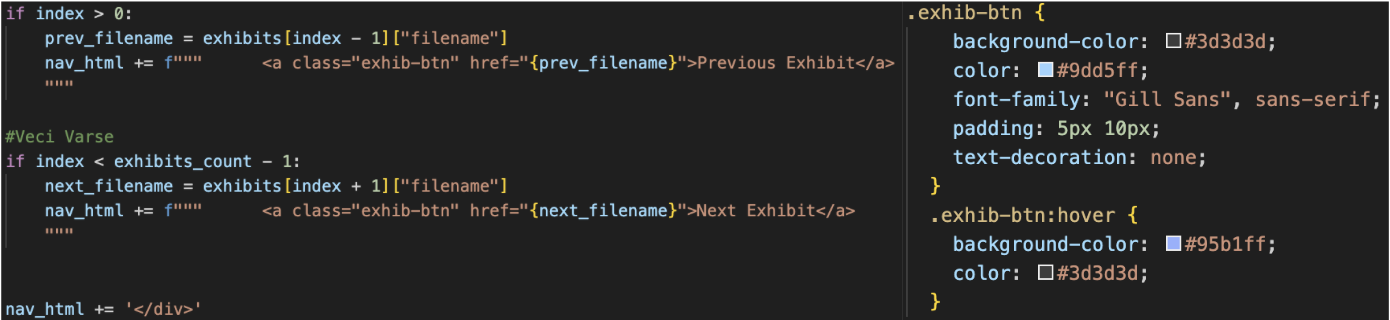 if index > 0:
    prev_filename = exhibits[index - 1]["filename"]
    nav_html += f"""      <a class="exhib-btn" href="{prev_filename}">Previous Exhibit</a>
    """
#Veci Varse
if index < exhibits_count - 1:
    next_filename = exhibits[index + 1]["filename"]
    nav_html += f"""      <a class="exhib-btn" href="{next_filename}">Next Exhibit</a>
    """
nav_html += '</div>'
.exhib-btn {
    background-color: #3d3d3d;
    color: #9dd5ff;
    font-family: "Gill Sans", sans-serif;
    padding: 5px 10px;
    text-decoration: none;
  }
  .exhib-btn:hover {
    background-color: #95b1ff;
    color: #3d3d3d;
  }